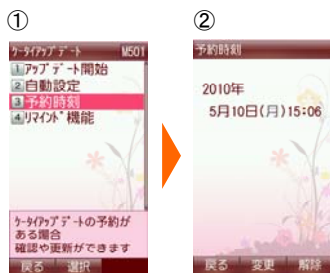 ①
ケータイアップデート M501
1アップデート開始
2自動設定
3予約時刻
4リマインド機能
ケータイアップデートの予約が
ある場合
確認や更新ができます
戻る 選択
②
予約時刻
2010年
5月10日(月)15:06
戻る 変更 解除